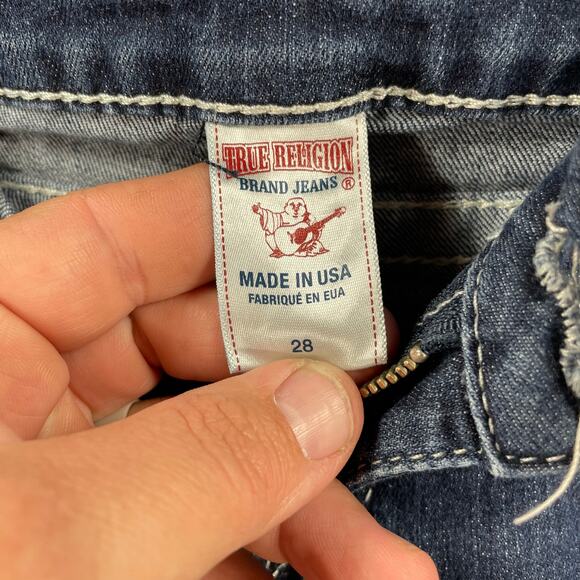 TRUE RELIGION
BRAND JEANS ®
MADE IN USA
FABRIQUÉ EN EUA
28